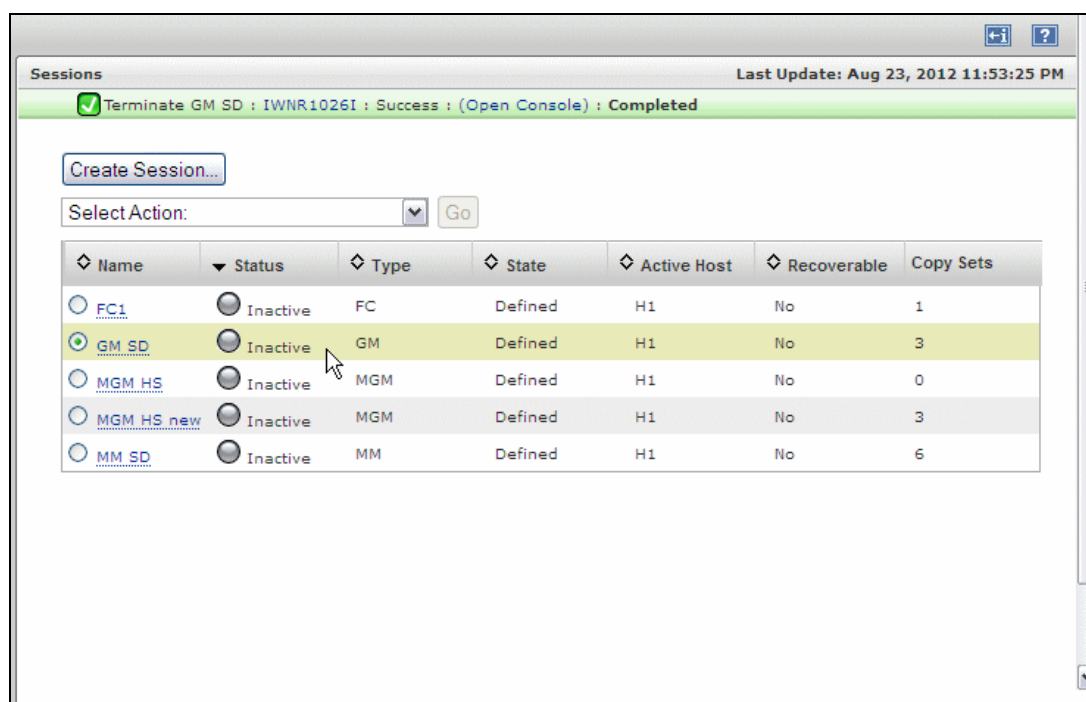 Sessions Last Update: Aug 23, 2012 11:53:25 PM
Terminate GM SD : IWNR1026I : Success : (Open Console) : Completed
Create Session...
Select Action: Go
Name Status Type State Active Host Recoverable Copy Sets
FC1 Inactive FC Defined H1 No 1
GM SD Inactive GM Defined H1 No 3
MGM HS Inactive MGM Defined H1 No 0
MGM HS new Inactive MGM Defined H1 No 3
MM SD Inactive MM Defined H1 No 6